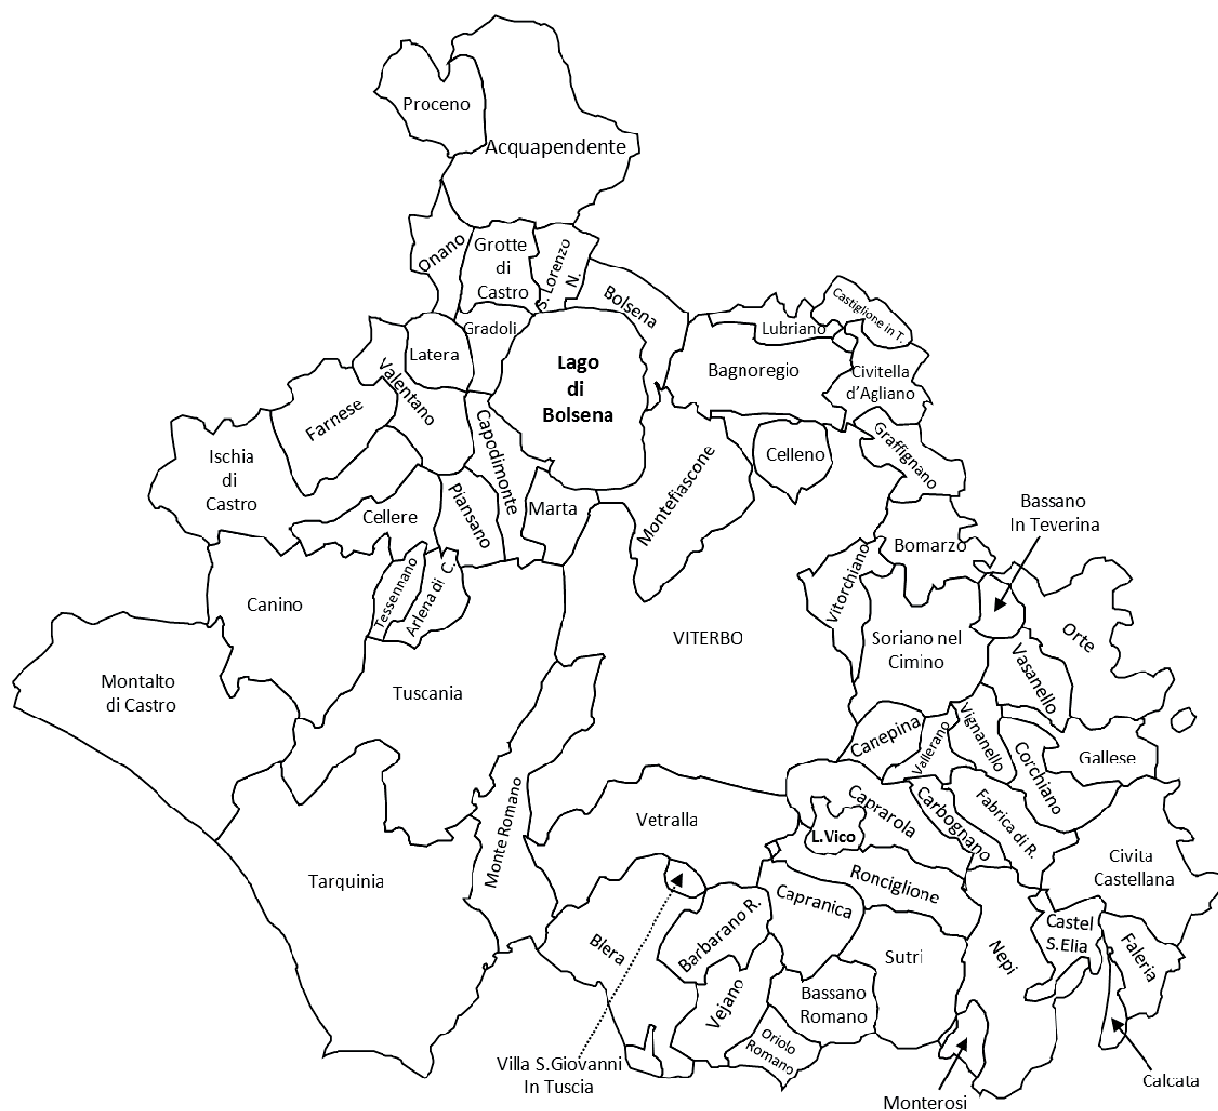 Proceno
Acquapendente
Onano
Grotte
di
Castro
S. Lorenzo
N.
Bolsena
Castiglione in T.
Lubriano
Gradoli
Latera
Lago
di
Bolsena
Bagnoregio
Civitella
d'Agliano
Valentano
Farnese
Capodimonte
Graffignano
Celleno
Ischia
di
Castro
Montefiascone
Piansano
Marta
Cellere
Bassano
In Teverina
Bomarzo
Tessennano
Arlena di C.
Vitorchiano
Canino
VITERBO
Soriano nel
Cimino
Orte
Vasanello
Montalto
di Castro
Tuscania
Canepina
Vallerano
Vignanello
Corchiano
Gallese
Monte Romano
Vetralla
Caprarola
L.Vico
Carbognano
Fabrica di R.
Civita
Castellana
Tarquinia
Ronciglione
Capranica
Barbarano R.
Blera
Sutri
Nepi
Castel
S.Elia
Faleria
Vejano
Bassano
Romano
Oriolo
Romano
Villa S.Giovanni
In Tuscia
Calcata
Monterosi